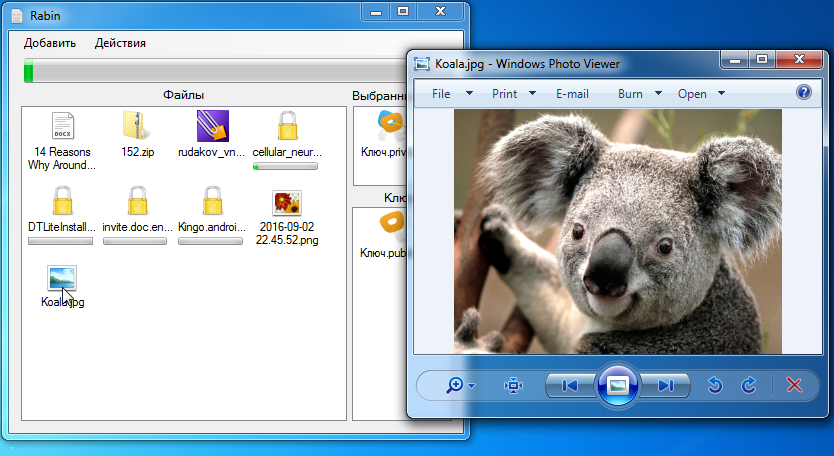 Rabin
Добавить Действия
Файлы
Выбранны
14 Reasons
Why Around...
152.zip
rudakov_vn...
cellular_neur...
DTLiteInstall...
invite.doc.en...
Kingo.androi...
2016-09-02
22.45.52.png
Koala.jpg
Ключ.priv
Клю
Ключ.pub
Koala.jpg - Windows Photo Viewer
File Print E-mail Burn Open